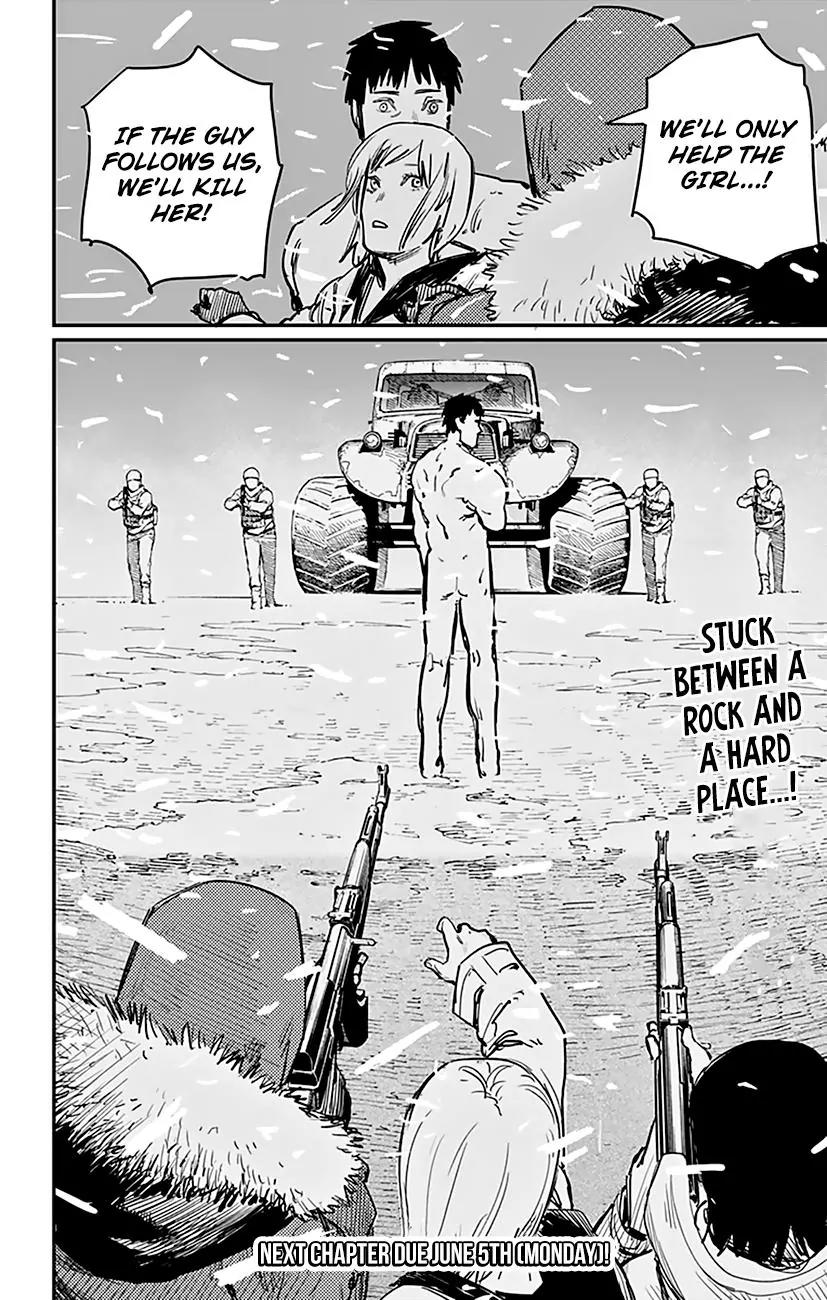 WE'LL ONLY
HELP THE
GIRL...!
IF THE GUY
FOLLOWS US,
WE'LL KILL
HER!
STUCK
BETWEEN A
ROCK AND
A HARD
PLACE...!
NEXT CHAPTER DUE JUNE 5TH (MONDAY)!